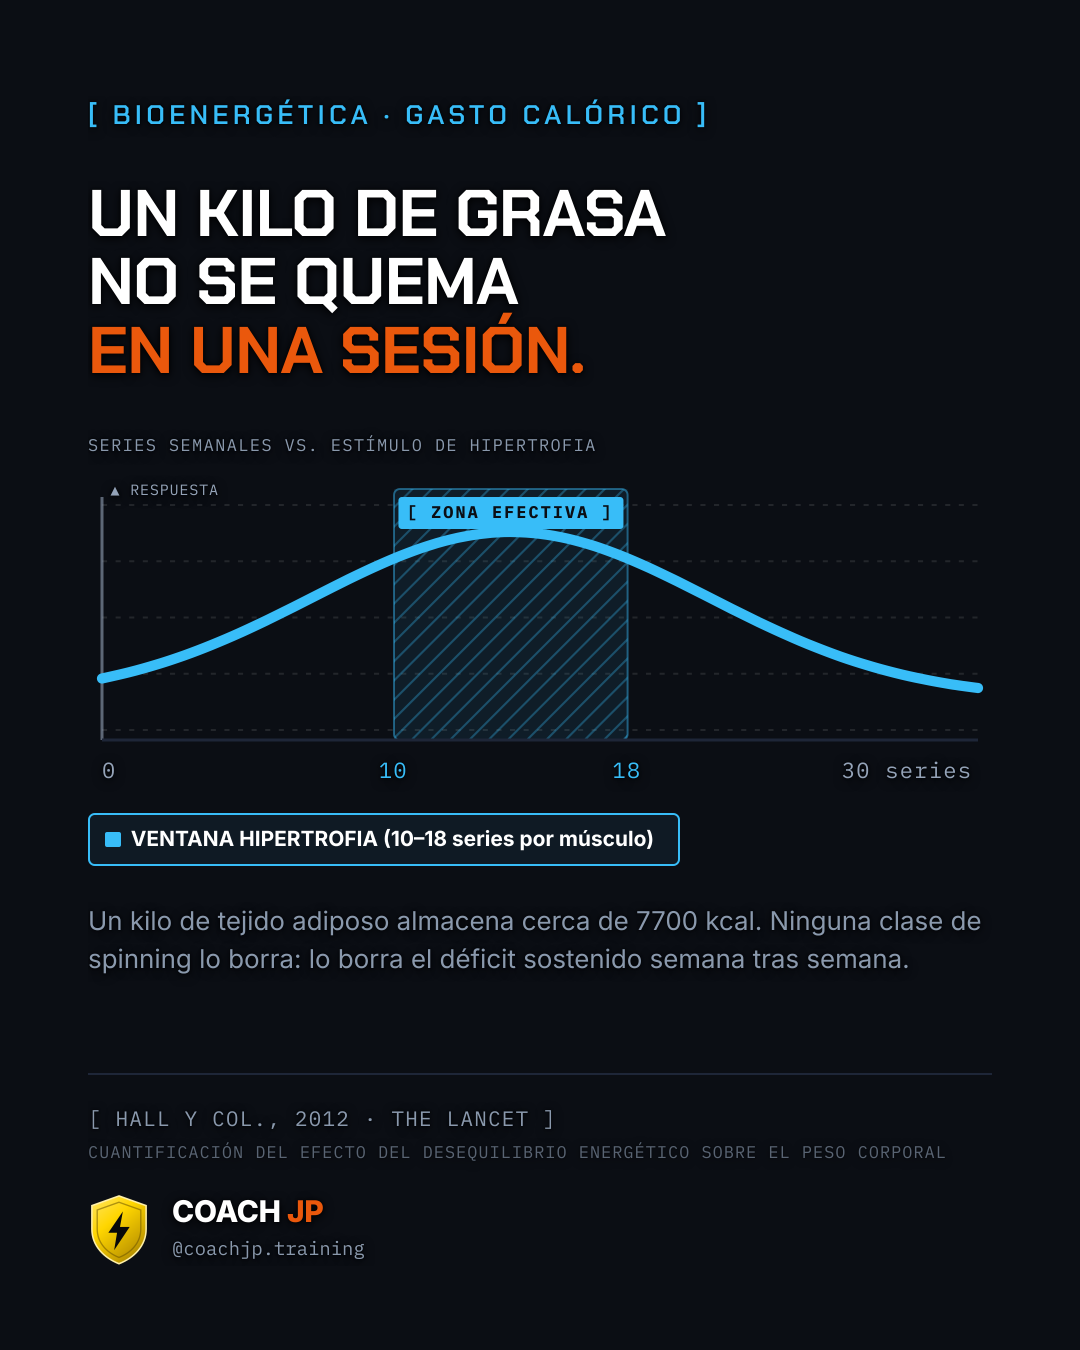 [ BIOENERGÉTICA · GASTO CALÓRICO ]
UN KILO DE GRASA
NO SE QUEMA
EN UNA SESIÓN.
SERIES SEMANALES VS. ESTÍMULO DE HIPERTROFIA
▲ RESPUESTA
[ ZONA EFECTIVA ]
0 10 18 30 series
VENTANA HIPERTROFIA (10–18 series por músculo)
Un kilo de tejido adiposo almacena cerca de 7700 kcal. Ninguna clase de
spinning lo borra: lo borra el déficit sostenido semana tras semana.
[ HALL Y COL., 2012 · THE LANCET ]
CUANTIFICACIÓN DEL EFECTO DEL DESEQUILIBRIO ENERGÉTICO SOBRE EL PESO CORPORAL
COACH JP
@coachjp.training